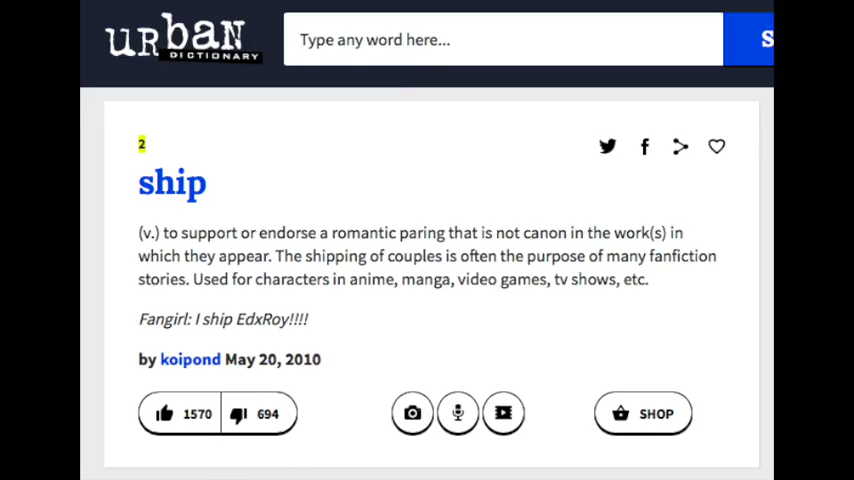 urban
DICTIONARY
Type any word here...
S
2
ship
(v.) to support or endorse a romantic paring that is not canon in the work(s) in
which they appear. The shipping of couples is often the purpose of many fanfiction
stories. Used for characters in anime, manga, video games, tv shows, etc.
Fangirl: I ship EdxRoy!!!!
by koipond May 20, 2010
1570 694 SHOP